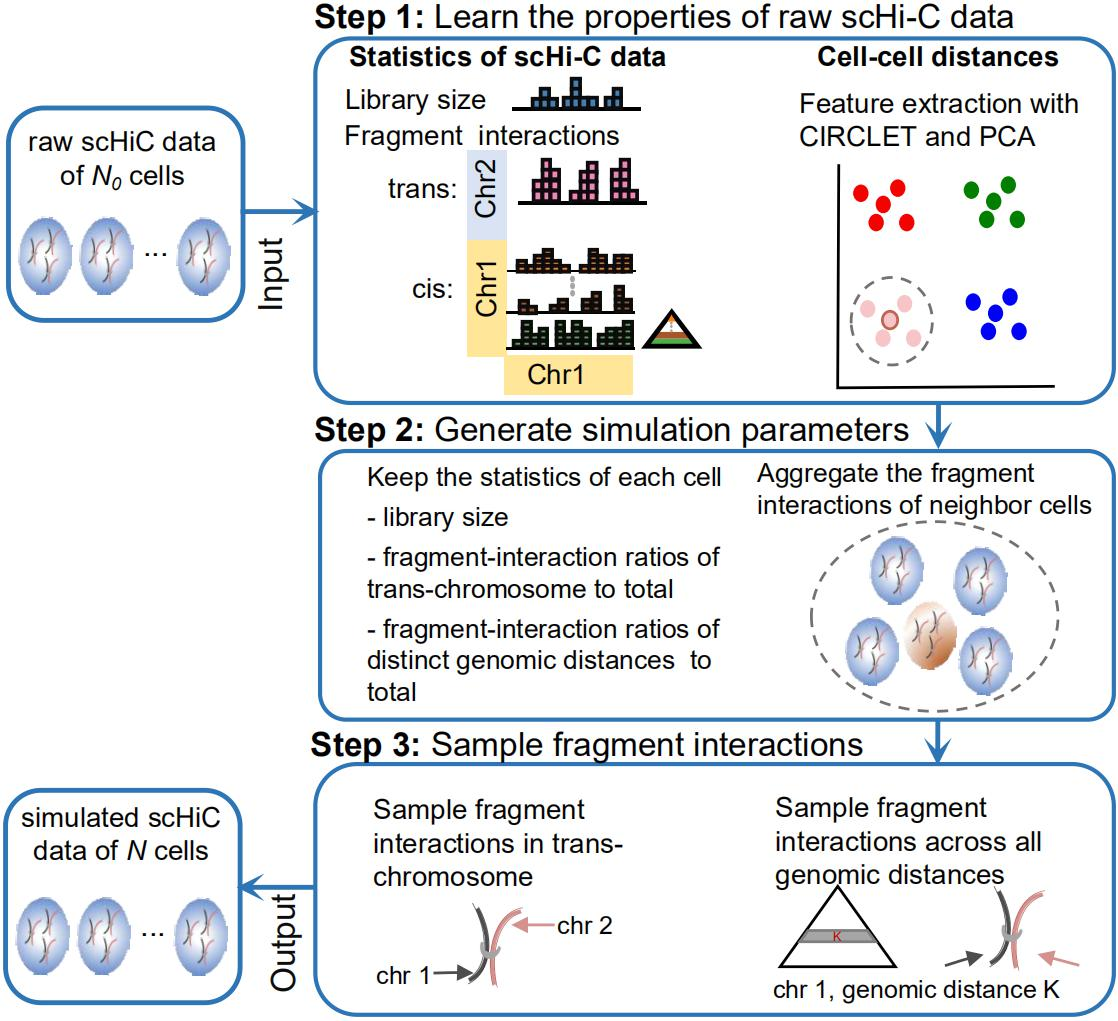 Step 1: Learn the properties of raw scHi-C data
Statistics of scHi-C data
Library size
Fragment interactions
trans:
Chr2
cis:
Chr1
Chr1
Cell-cell distances
Feature extraction with
CIRCLET and PCA
raw scHiC data
of N0 cells
...
Input
Step 2: Generate simulation parameters
Keep the statistics of each cell
- library size
- fragment-interaction ratios of
trans-chromosome to total
- fragment-interaction ratios of
distinct genomic distances to
total
Aggregate the fragment
interactions of neighbor cells
Step 3: Sample fragment interactions
Sample fragment
interactions in trans-
chromosome
chr 2
chr 1
Sample fragment
interactions across all
genomic distances
K
chr 1, genomic distance K
Output
simulated scHiC
data of N cells
...